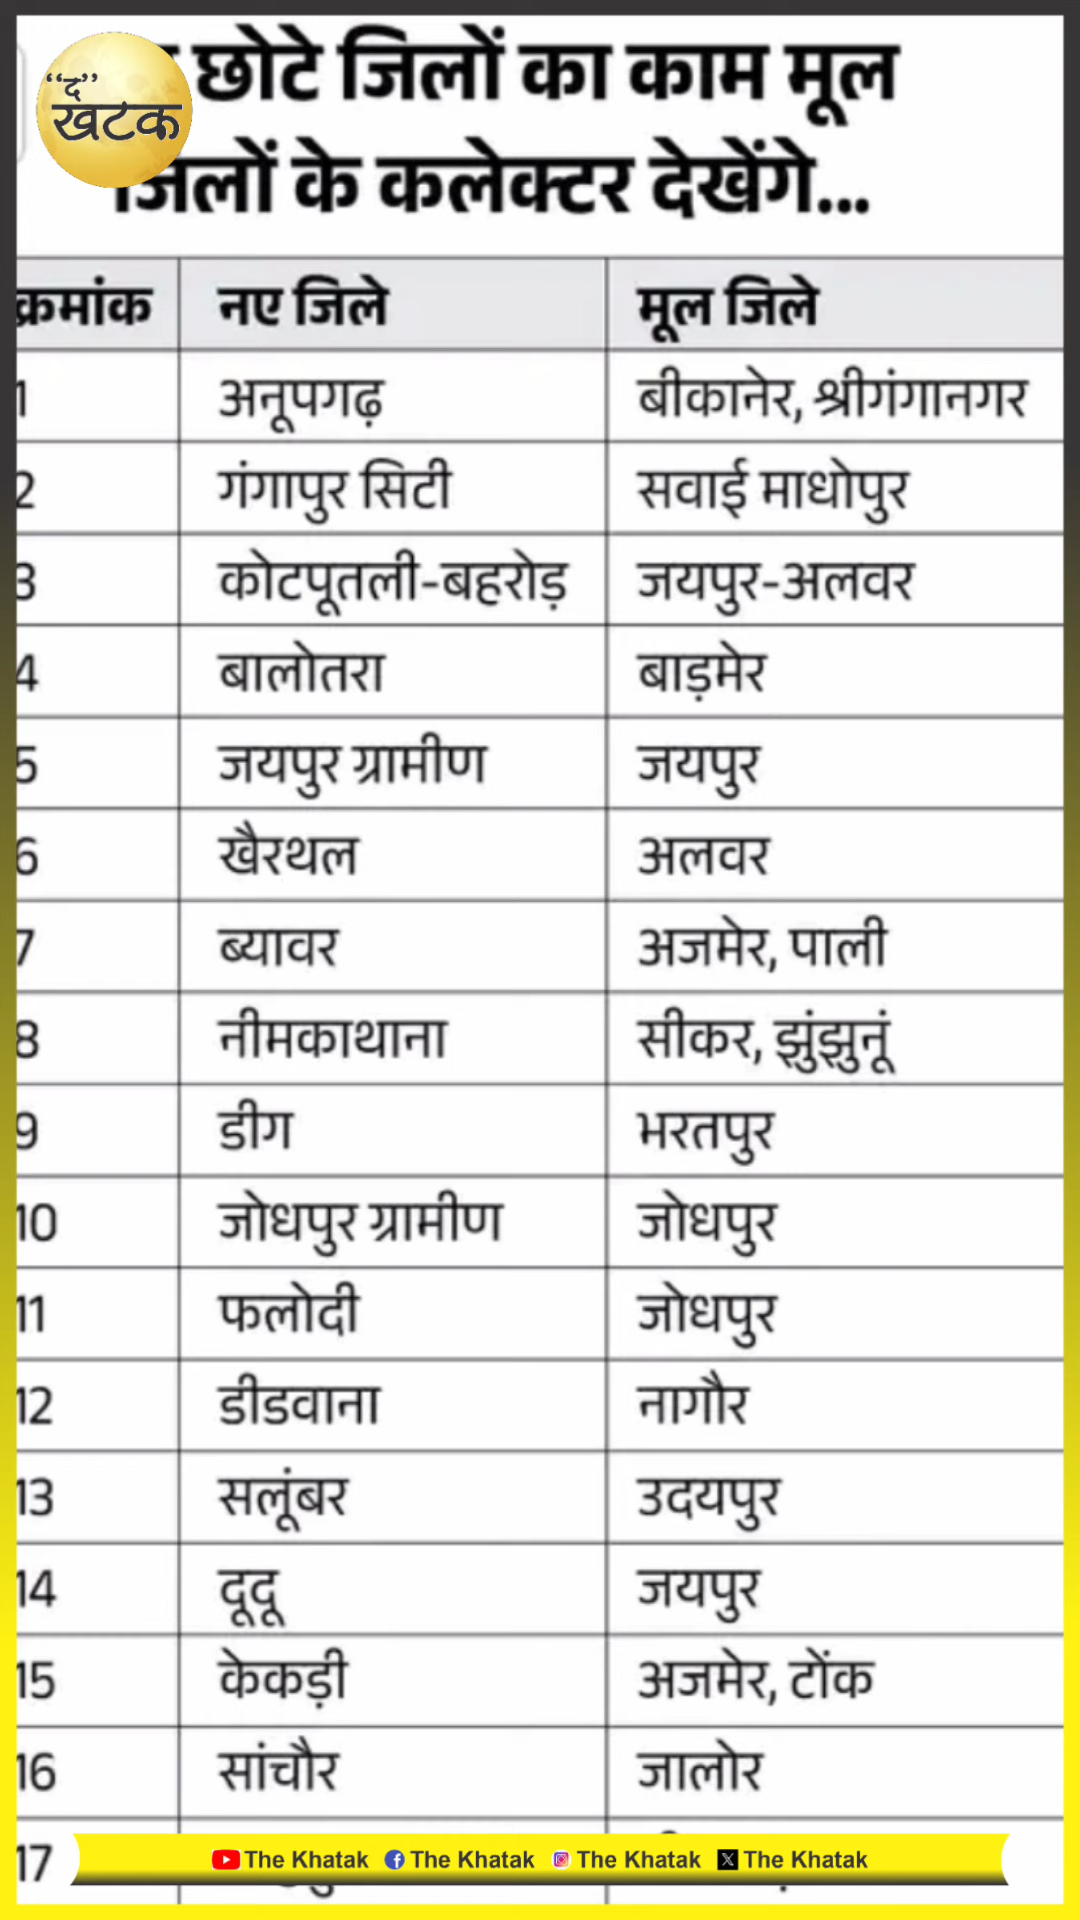 “द”
खटक
छोटे जिलों का काम मूल
जिलों के कलेक्टर देखेंगे...
क्रमांक नए जिले मूल जिले
1 अनूपगढ़ बीकानेर, श्रीगंगानगर
2 गंगापुर सिटी सवाई माधोपुर
3 कोटपूतली-बहरोड़ जयपुर-अलवर
4 बालोतरा बाड़मेर
5 जयपुर ग्रामीण जयपुर
6 खैरथल अलवर
7 ब्यावर अजमेर, पाली
8 नीमकाथाना सीकर, झुंझुनूं
9 डीग भरतपुर
10 जोधपुर ग्रामीण जोधपुर
11 फलोदी जोधपुर
12 डीडवाना नागौर
13 सलूंबर उदयपुर
14 दूदू जयपुर
15 केकड़ी अजमेर, टोंक
16 सांचौर जालोर
17
The Khatak The Khatak The Khatak The Khatak